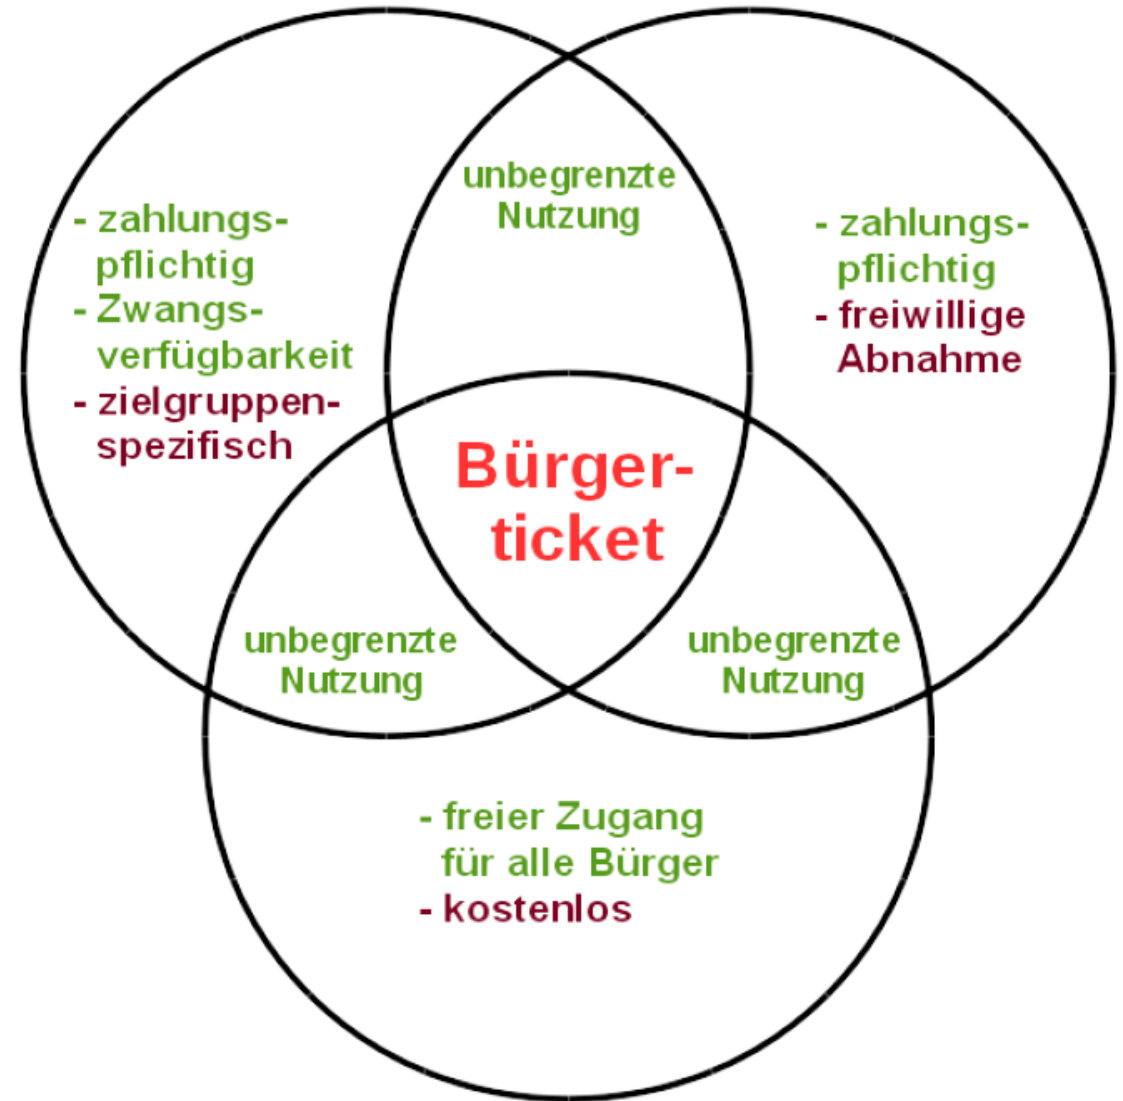 unbegrenzte
Nutzung
- zahlungs-
pflichtig
- Zwangs-
verfügbarkeit
- zielgruppen-
spezifisch
- zahlungs-
pflichtig
- freiwillige
Abnahme
Bürger-
ticket
unbegrenzte
Nutzung
unbegrenzte
Nutzung
- freier Zugang
für alle Bürger
- kostenlos